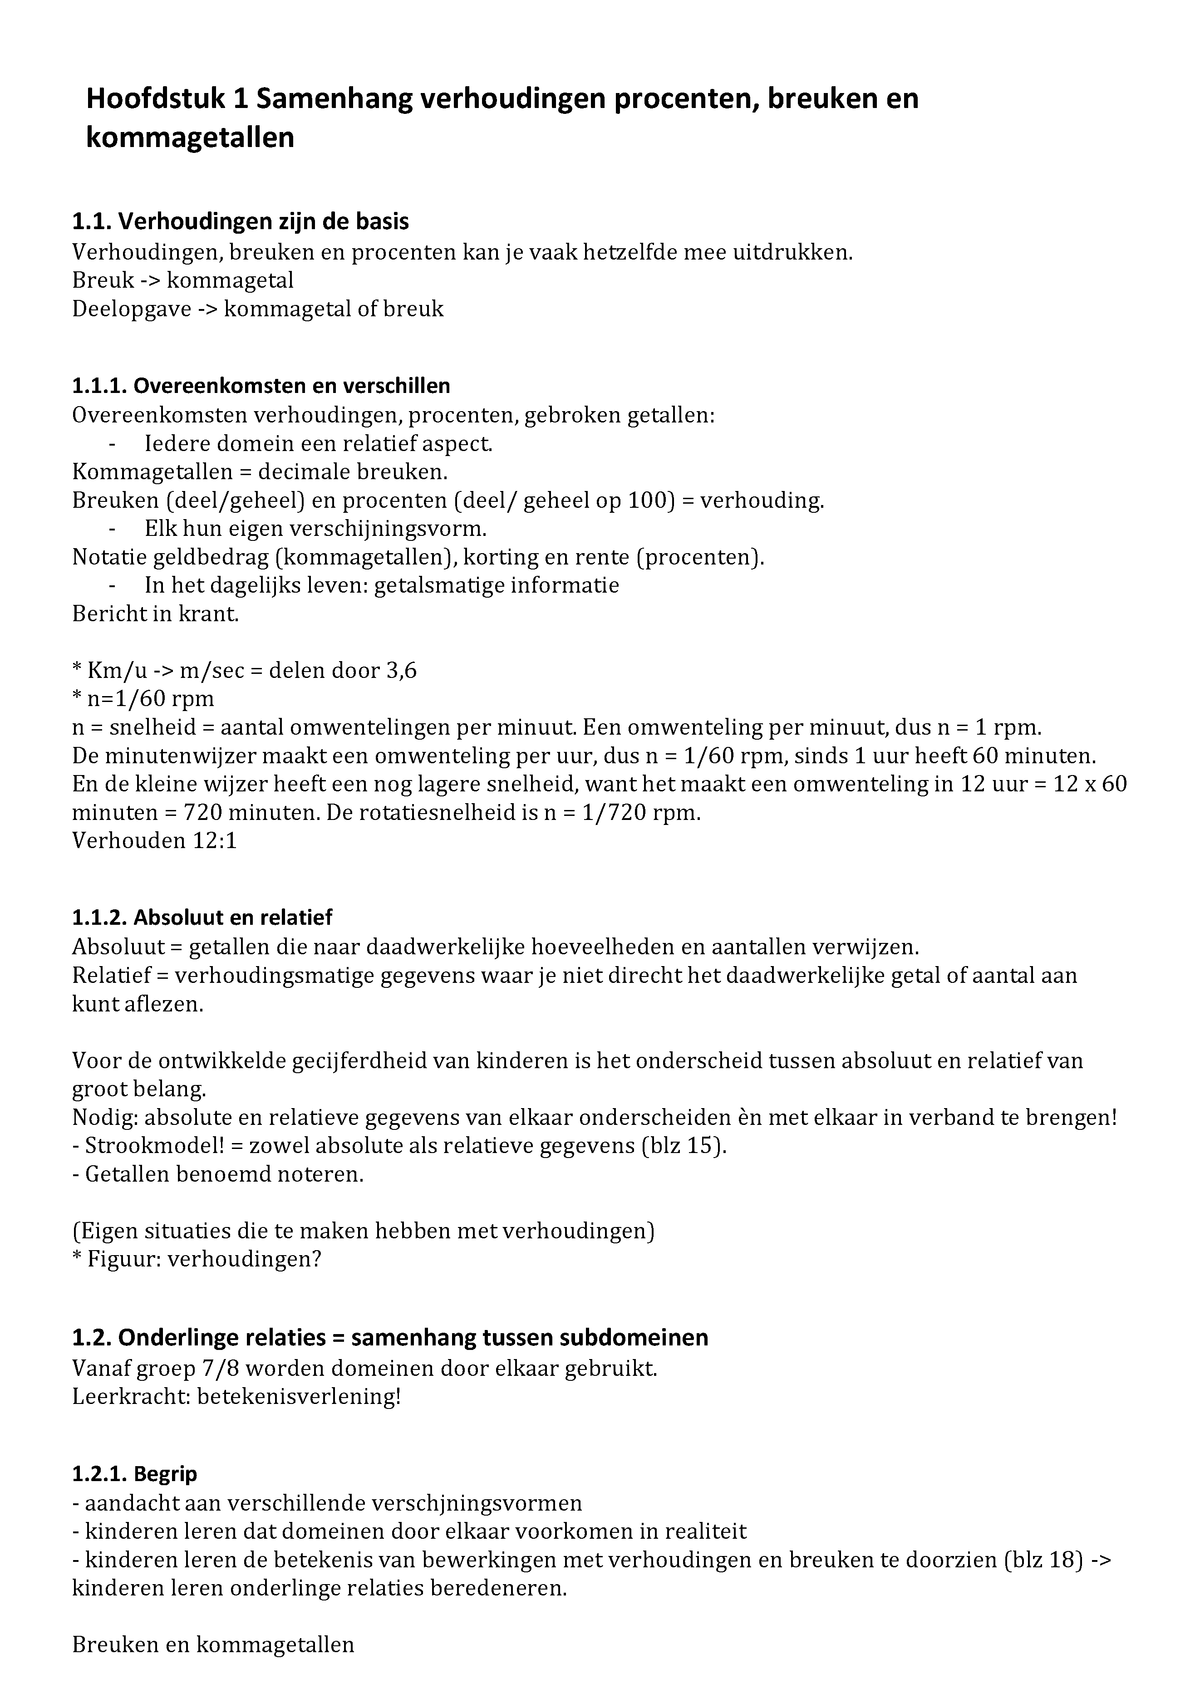 Hoofdstuk 1 Samenhang verhoudingen procenten, breuken en
kommagetallen
1.1. Verhoudingen zijn de basis
Verhoudingen, breuken en procenten kan je vaak hetzelfde mee uitdrukken.
Breuk -> kommagetal
Deelopgave -> kommagetal of breuk
1.1.1. Overeenkomsten en verschillen
Overeenkomsten verhoudingen, procenten, gebroken getallen:
- Iedere domein een relatief aspect.
Kommagetallen = decimale breuken.
Breuken (deel/geheel) en procenten (deel/ geheel op 100) = verhouding.
- Elk hun eigen verschijningsvorm.
Notatie geldbedrag (kommagetallen), korting en rente (procenten).
- In het dagelijks leven: getalsmatige informatie
Bericht in krant.
* Km/u -> m/sec = delen door 3,6
* n=1/60 rpm
n = snelheid = aantal omwentelingen per minuut. Een omwenteling per minuut, dus n = 1 rpm.
De minutenwijzer maakt een omwenteling per uur, dus n = 1/60 rpm, sinds 1 uur heeft 60 minuten.
En de kleine wijzer heeft een nog lagere snelheid, want het maakt een omwenteling in 12 uur = 12 x 60
minuten = 720 minuten. De rotatiesnelheid is n = 1/720 rpm.
Verhouden 12:1
1.1.2. Absoluut en relatief
Absoluut = getallen die naar daadwerkelijke hoeveelheden en aantallen verwijzen.
Relatief = verhoudingsmatige gegevens waar je niet direct het daadwerkelijke getal of aantal aan
kunt aflezen.
Voor de ontwikkelde gecijferdheid van kinderen is het onderscheid tussen absoluut en relatief van
groot belang.
Nodig: absolute en relatieve gegevens van elkaar onderscheiden èn met elkaar in verband te brengen!
- Strookmodel! = zowel absolute als relatieve gegevens (blz 15).
- Getallen benoemd noteren.
(Eigen situaties die te maken hebben met verhoudingen)
* Figuur: verhoudingen?
1.2. Onderlinge relaties = samenhang tussen subdomeinen
Vanaf groep 7/8 worden domeinen door elkaar gebruikt.
Leerkracht: betekenisverlening!
1.2.1. Begrip
- aandacht aan verschillende verschjningsvormen
- kinderen leren dat domeinen door elkaar voorkomen in realiteit
- kinderen leren de betekenis van bewerkingen met verhoudingen en breuken te doorzien (blz 18) ->
kinderen leren onderlinge relaties beredeneren.
Breuken en kommagetallen